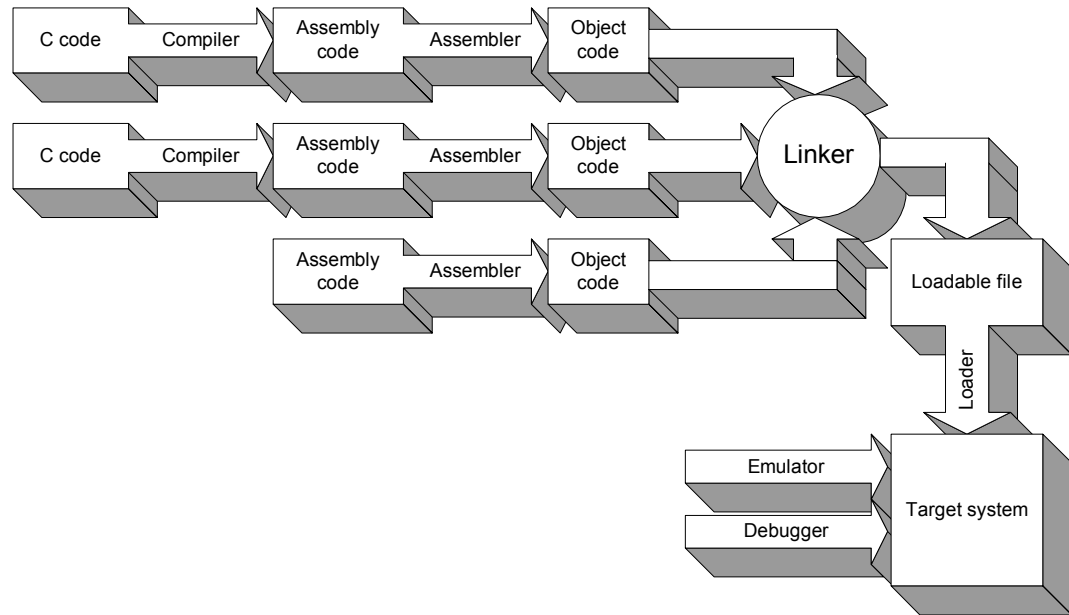 C code
Compiler
Assembly
code
Assembler
Object
code
C code
Compiler
Assembly
code
Assembler
Object
code
Linker
Assembly
code
Assembler
Object
code
Loadable file
Loader
Emulator
Debugger
Target system